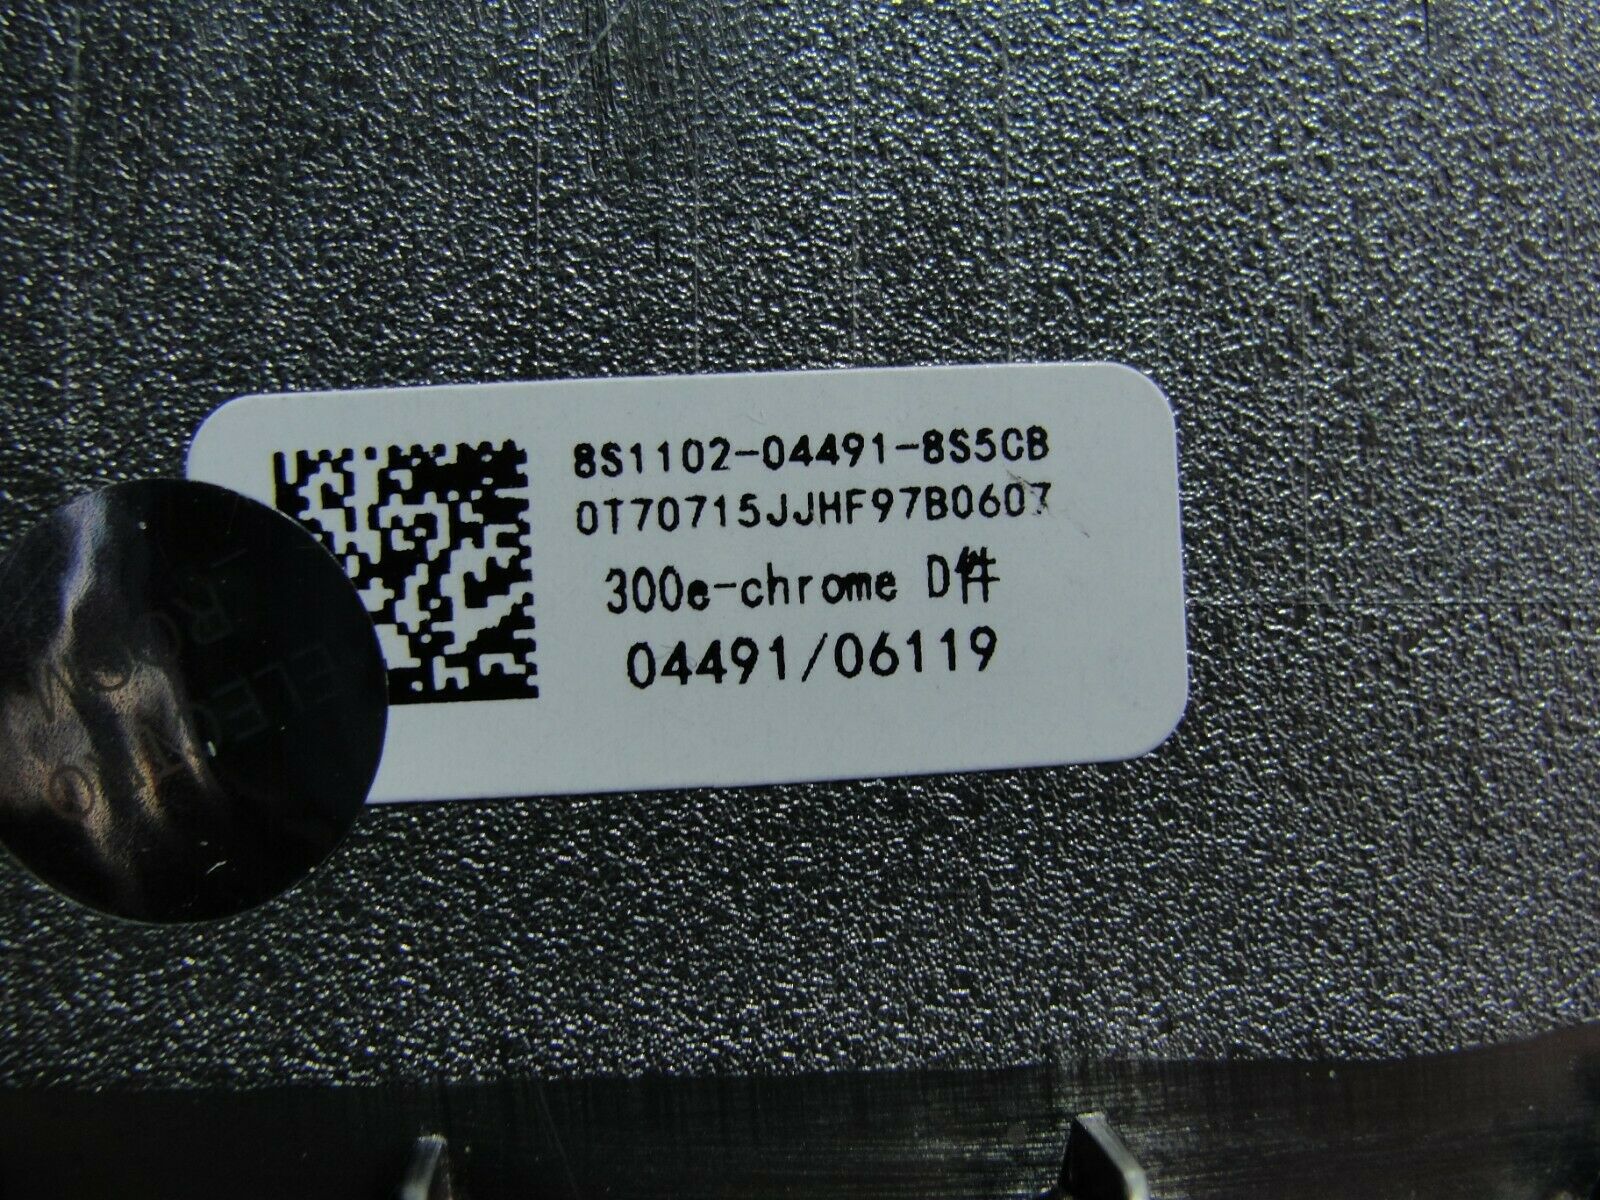 8S1102-04491-8S5CB
0T70715JJHF97B0607
300e-chrome D件
04491/06119